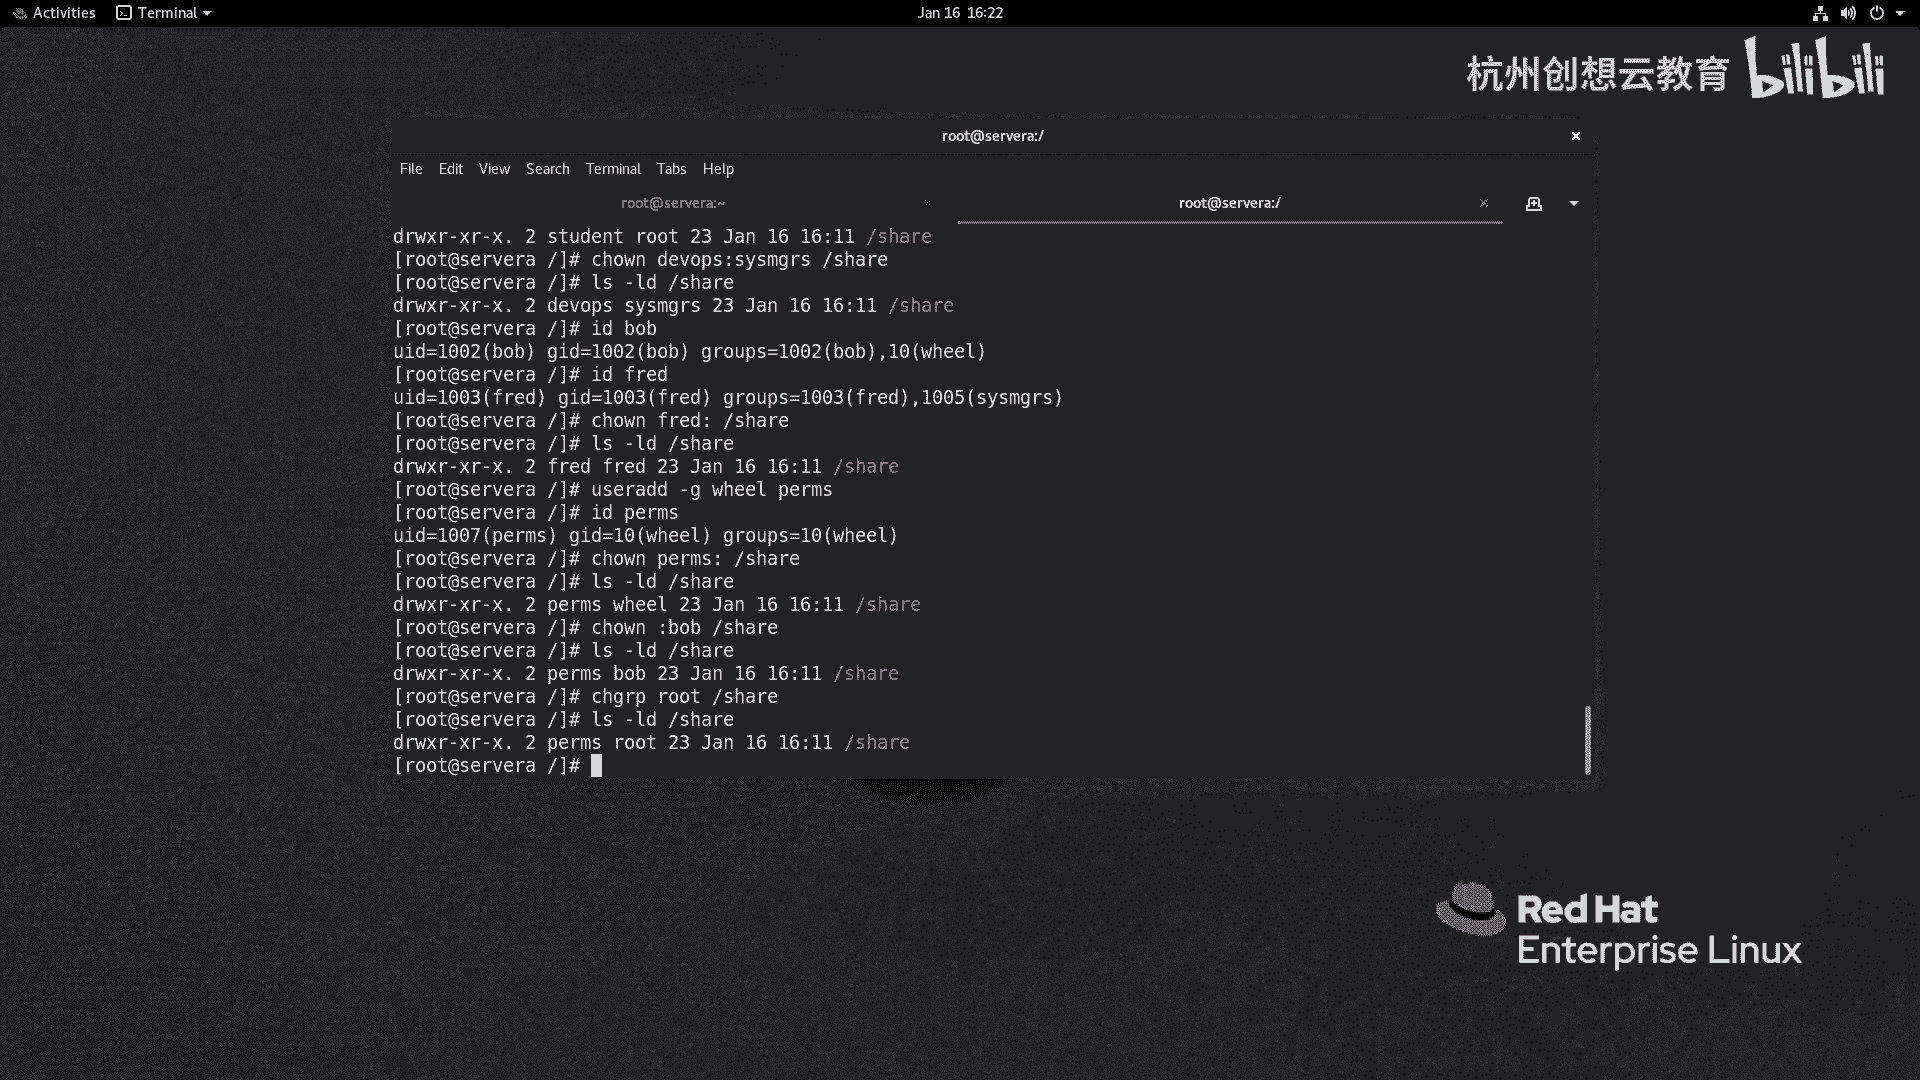 Activities Terminal Jan 16 16:22
杭州创想云教育 bilibili
root@servera:/
File Edit View Search Terminal Tabs Help
root@servera:~ root@servera:/
drwxr-xr-x. 2 student root 23 Jan 16 16:11 /share
[root@servera /]# chown devops:sysmgrs /share
[root@servera /]# ls -ld /share
drwxr-xr-x. 2 devops sysmgrs 23 Jan 16 16:11 /share
[root@servera /]# id bob
uid=1002(bob) gid=1002(bob) groups=1002(bob),10(wheel)
[root@servera /]# id fred
uid=1003(fred) gid=1003(fred) groups=1003(fred),1005(sysmgrs)
[root@servera /]# chown fred: /share
[root@servera /]# ls -ld /share
drwxr-xr-x. 2 fred fred 23 Jan 16 16:11 /share
[root@servera /]# useradd -g wheel perms
[root@servera /]# id perms
uid=1007(perms) gid=10(wheel) groups=10(wheel)
[root@servera /]# chown perms: /share
[root@servera /]# ls -ld /share
drwxr-xr-x. 2 perms wheel 23 Jan 16 16:11 /share
[root@servera /]# chown :bob /share
[root@servera /]# ls -ld /share
drwxr-xr-x. 2 perms bob 23 Jan 16 16:11 /share
[root@servera /]# chgrp root /share
[root@servera /]# ls -ld /share
drwxr-xr-x. 2 perms root 23 Jan 16 16:11 /share
[root@servera /]#
Red Hat
Enterprise Linux